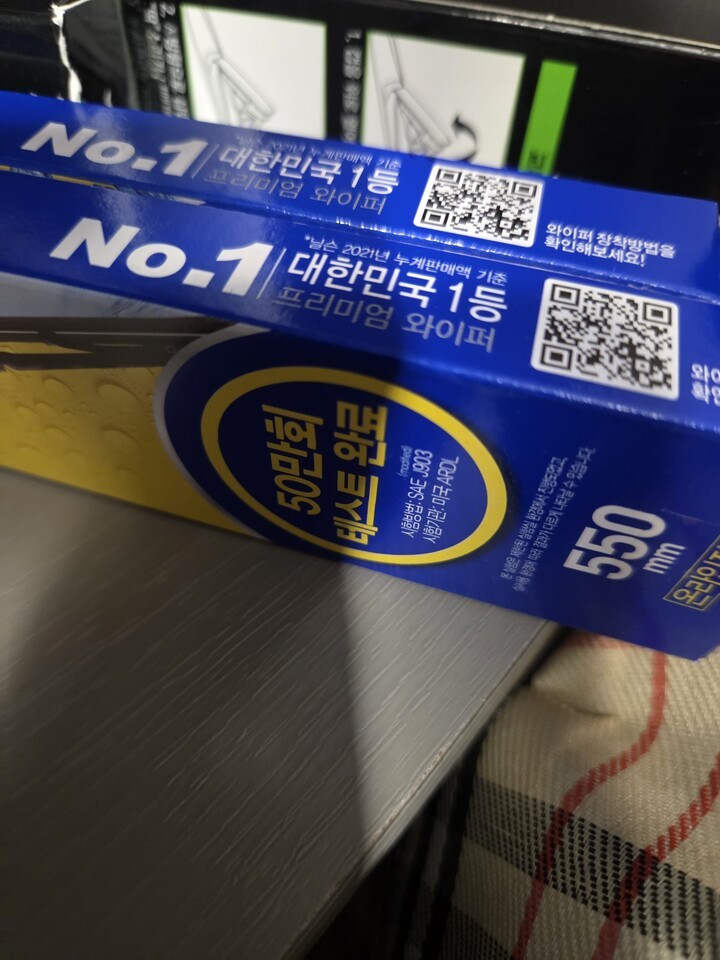 No.1
대한민국 1등
프리미엄 와이퍼
와이퍼 장착방법을
확인해보세요!
No.1
*닐슨 2021년 누계판매액 기준
대한민국 1등
프리미엄 와이퍼
50만회
테스트 완료
(modified)
시험방법: SAE J903
시험기관: 미국 ARDL
550
mm